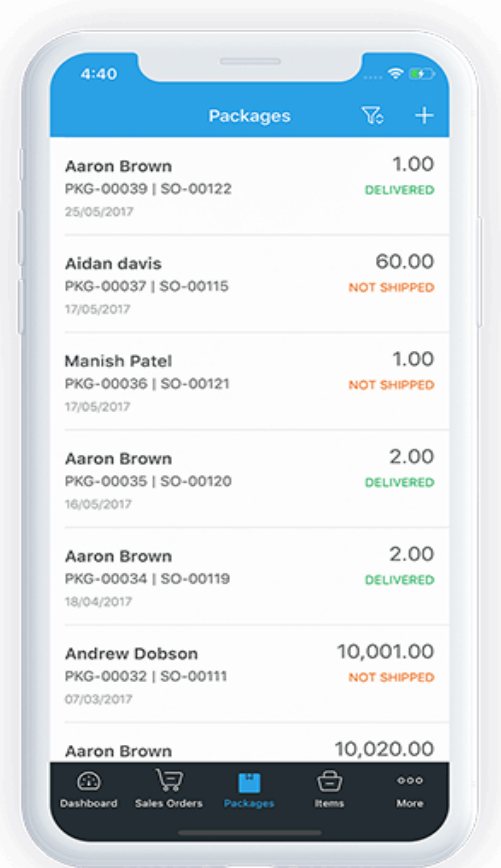 4:40
Packages
Aaron Brown 1.00
PKG-00039 | SO-00122 DELIVERED
25/05/2017
Aidan davis 60.00
PKG-00037 | SO-00115 NOT SHIPPED
17/05/2017
Manish Patel 1.00
PKG-00036 | SO-00121 NOT SHIPPED
17/05/2017
Aaron Brown 2.00
PKG-00035 | SO-00120 DELIVERED
16/05/2017
Aaron Brown 2.00
PKG-00034 | SO-00119 DELIVERED
18/04/2017
Andrew Dobson 10,001.00
PKG-00032 | SO-00111 NOT SHIPPED
07/03/2017
Aaron Brown 10,020.00
Dashboard Sales Orders Packages Items More